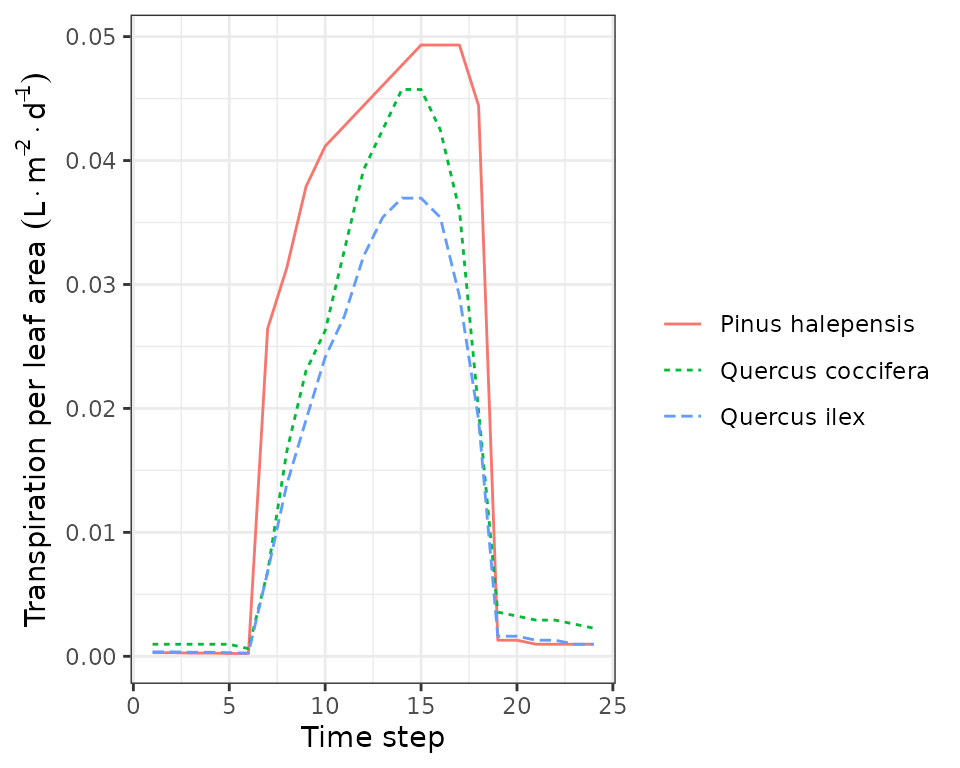 Transpiration per leaf area (L · m⁻² · d⁻¹)
0.05
0.04
0.03
0.02
0.01
0.00
0 5 10 15 20 25
Time step
Pinus halepensis
Quercus coccifera
Quercus ilex